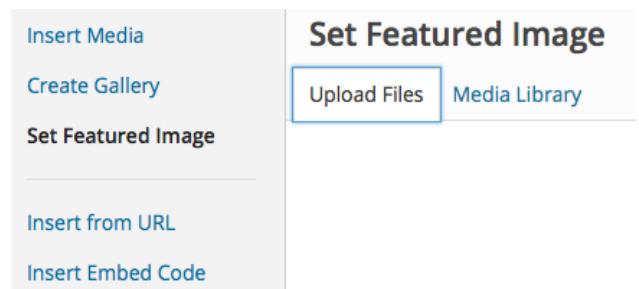 Insert Media
Create Gallery
Set Featured Image
Insert from URL
Insert Embed Code
Set Featured Image
Upload Files
Media Library